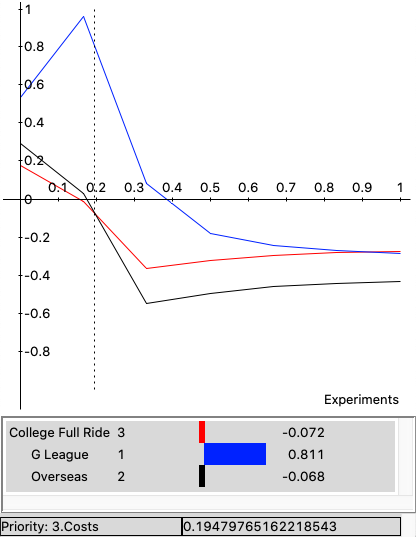 1
0.8
0.6
0.4
0.2
0.1 0.2 0.3 0.4 0.5 0.6 0.7 0.8 0.9 1
0
-0.2
-0.4
-0.6
-0.8
Experiments
College Full Ride 3 -0.072
G League 1 0.811
Overseas 2 -0.068
Priority: 3.Costs 0.19479765162218543